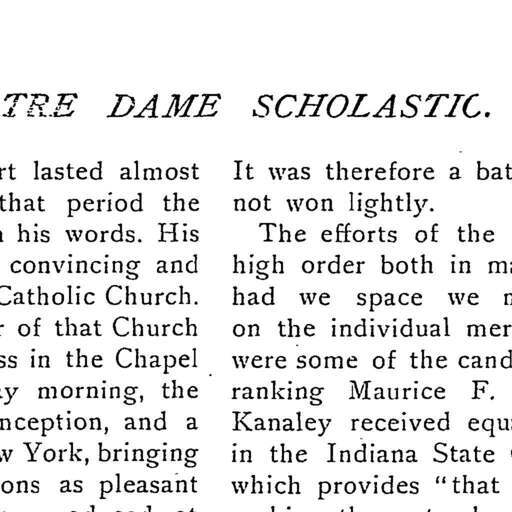 TRE DAME SCHOLASTIC.
rt lasted almost
that period the
his words. His
convincing and
Catholic Church.
r of that Church
ss in the Chapel
ay morning, the
nception, and a
w York, bringing
ons as pleasant
It was therefore a bat
not won lightly.
The efforts of the
high order both in ma
had we space we
on the individual mer
were some of the cand
ranking Maurice F.
Kanaley received equ
in the Indiana State
which provides "that